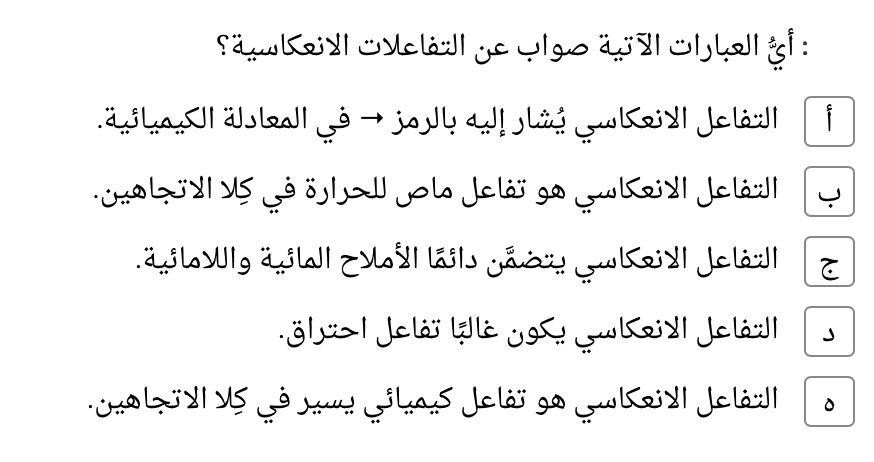 : أيُّ العبارات الآتية صواب عن التفاعلات الانعكاسية؟
أ التفاعل الانعكاسي يُشار إليه بالرمز → في المعادلة الكيميائية.
ب التفاعل الانعكاسي هو تفاعل ماص للحرارة في كِلا الاتجاهين.
ج التفاعل الانعكاسي يتضمَّن دائمًا الأملاح المائية واللامائية.
د التفاعل الانعكاسي يكون غالبًا تفاعل احتراق.
ه التفاعل الانعكاسي هو تفاعل كيميائي يسير في كِلا الاتجاهين.